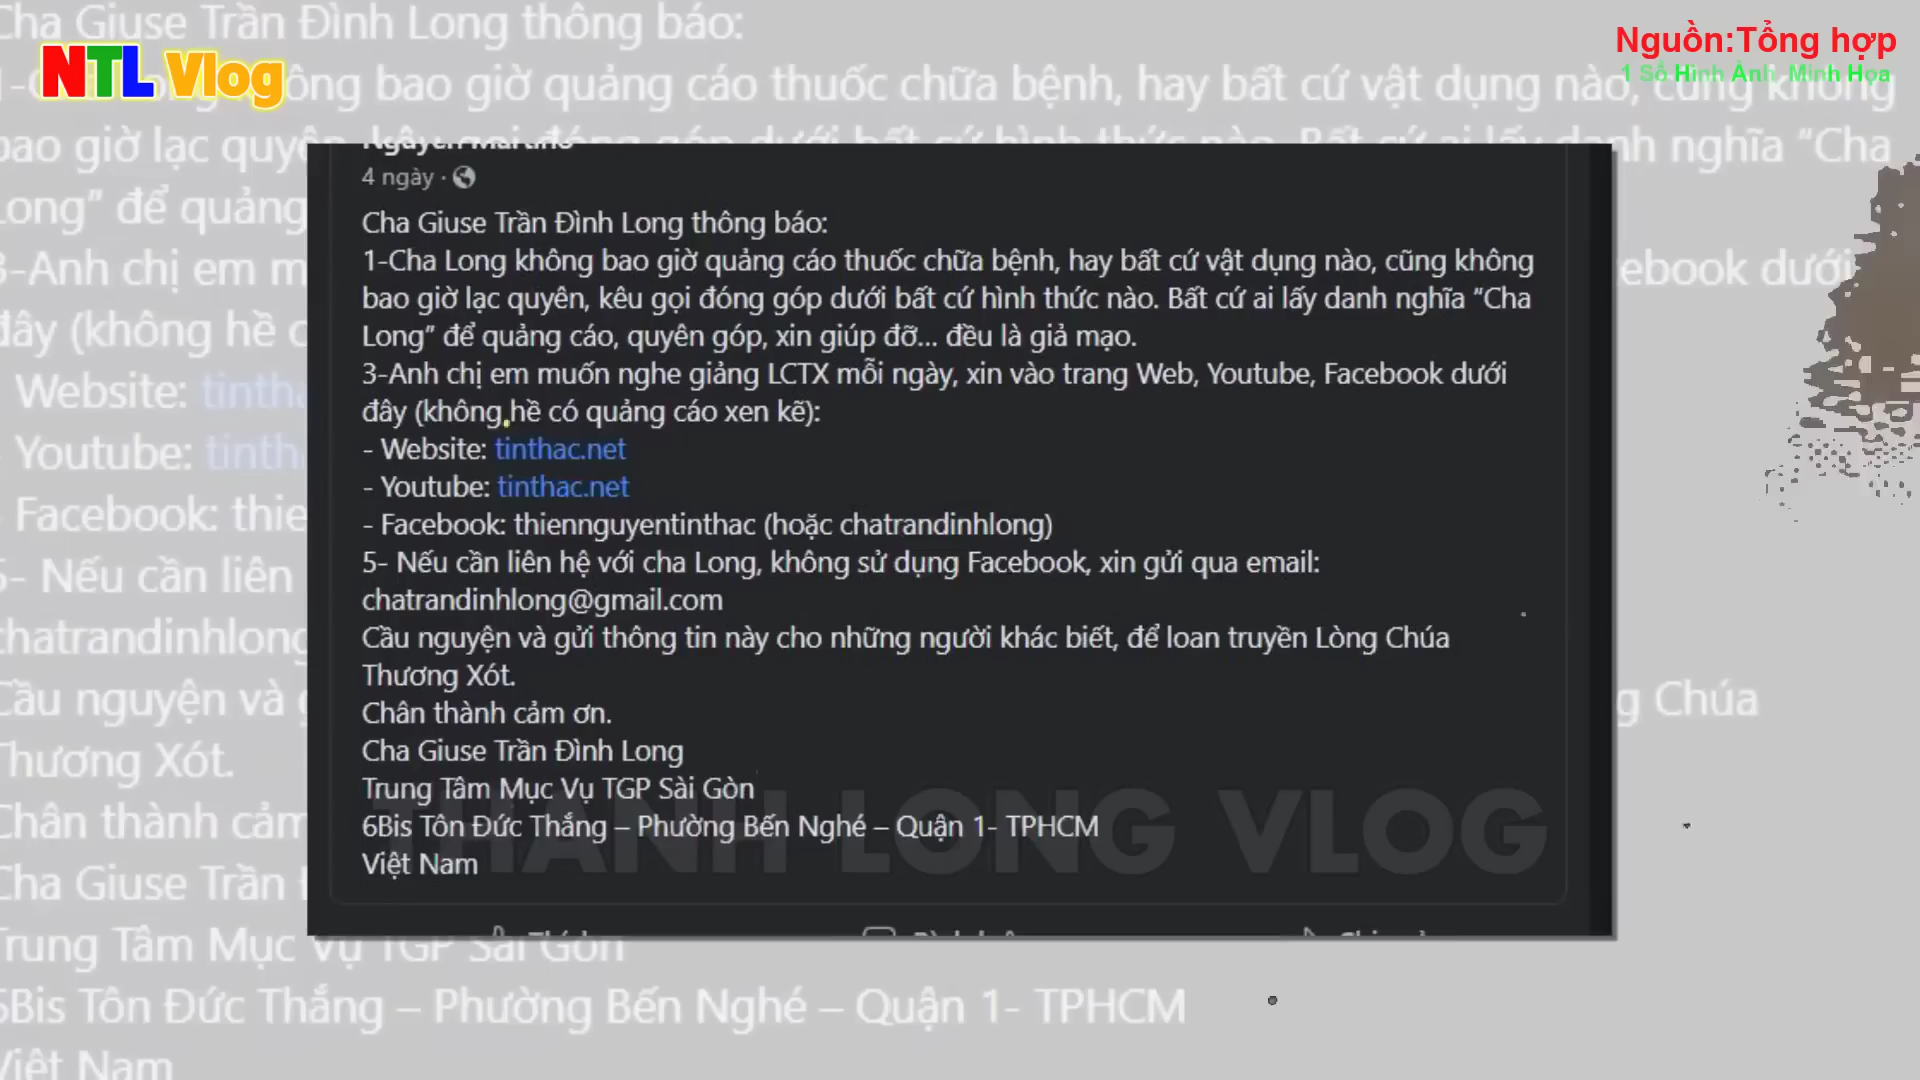 NTL Vlog
Nguồn:Tổng hợp
1 Số Hình Ảnh Minh Họa
Nguyen Martino
4 ngày ·
Cha Giuse Trần Đình Long thông báo:
1-Cha Long không bao giờ quảng cáo thuốc chữa bệnh, hay bất cứ vật dụng nào, cũng không
bao giờ lạc quyên, kêu gọi đóng góp dưới bất cứ hình thức nào. Bất cứ ai lấy danh nghĩa “Cha
Long” để quảng cáo, quyên góp, xin giúp đỡ... đều là giả mạo.
3-Anh chị em muốn nghe giảng LCTX mỗi ngày, xin vào trang Web, Youtube, Facebook dưới
đây (không hề có quảng cáo xen kẽ):
- Website: tinthac.net
- Youtube: tinthac.net
- Facebook: thiennguyentinthac (hoặc chatrandinhlong)
5- Nếu cần liên hệ với cha Long, không sử dụng Facebook, xin gửi qua email:
chatrandinhlong@gmail.com
Cầu nguyện và gửi thông tin này cho những người khác biết, để loan truyền Lòng Chúa
Thương Xót.
Chân thành cảm ơn.
Cha Giuse Trần Đình Long
Trung Tâm Mục Vụ TGP Sài Gòn
6Bis Tôn Đức Thắng – Phường Bến Nghé – Quận 1- TPHCM
Việt Nam
THANH LONG VLOG